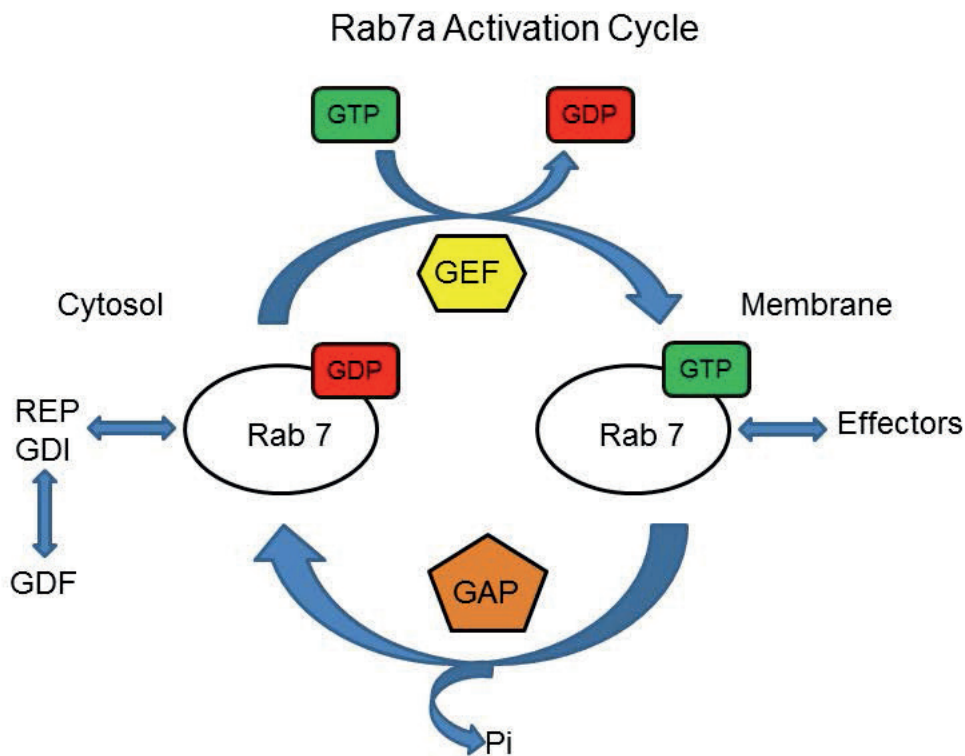 Rab7a Activation Cycle
GTP
GDP
GEF
Cytosol
Membrane
GDP
GTP
REP
GDI
Rab 7
Rab 7
Effectors
GDF
GAP
Pi